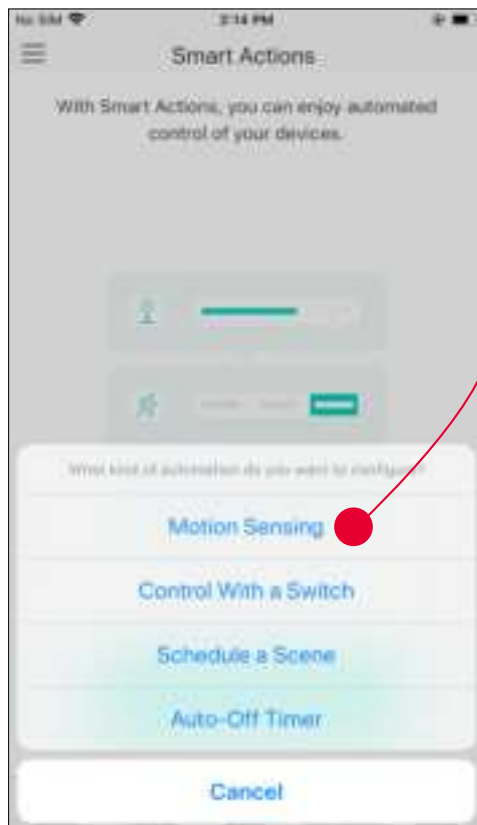 No SIM 2:14 PM
Smart Actions
With Smart Actions, you can enjoy automated
control of your devices.
What kind of automation do you want to configure?
Motion Sensing
Control With a Switch
Schedule a Scene
Auto-Off Timer
Cancel